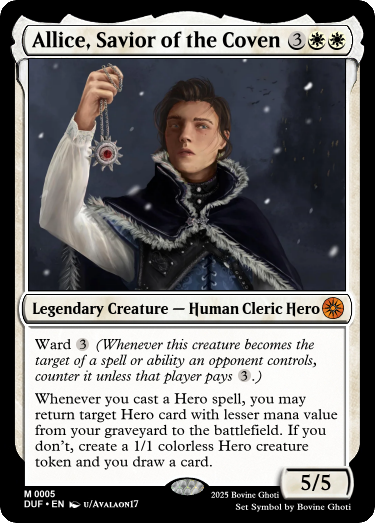 Allice, Savior of the Coven 3
Legendary Creature — Human Cleric Hero
Ward 3 (Whenever this creature becomes the
target of a spell or ability an opponent controls,
counter it unless that player pays 3.)
Whenever you cast a Hero spell, you may
return target Hero card with lesser mana value
from your graveyard to the battlefield. If you
don't, create a 1/1 colorless Hero creature
token and you draw a card.
5/5
M 0005
DUF • EN u/Avalaon17
2025 Bovine Ghoti
Set Symbol by Bovine Ghoti